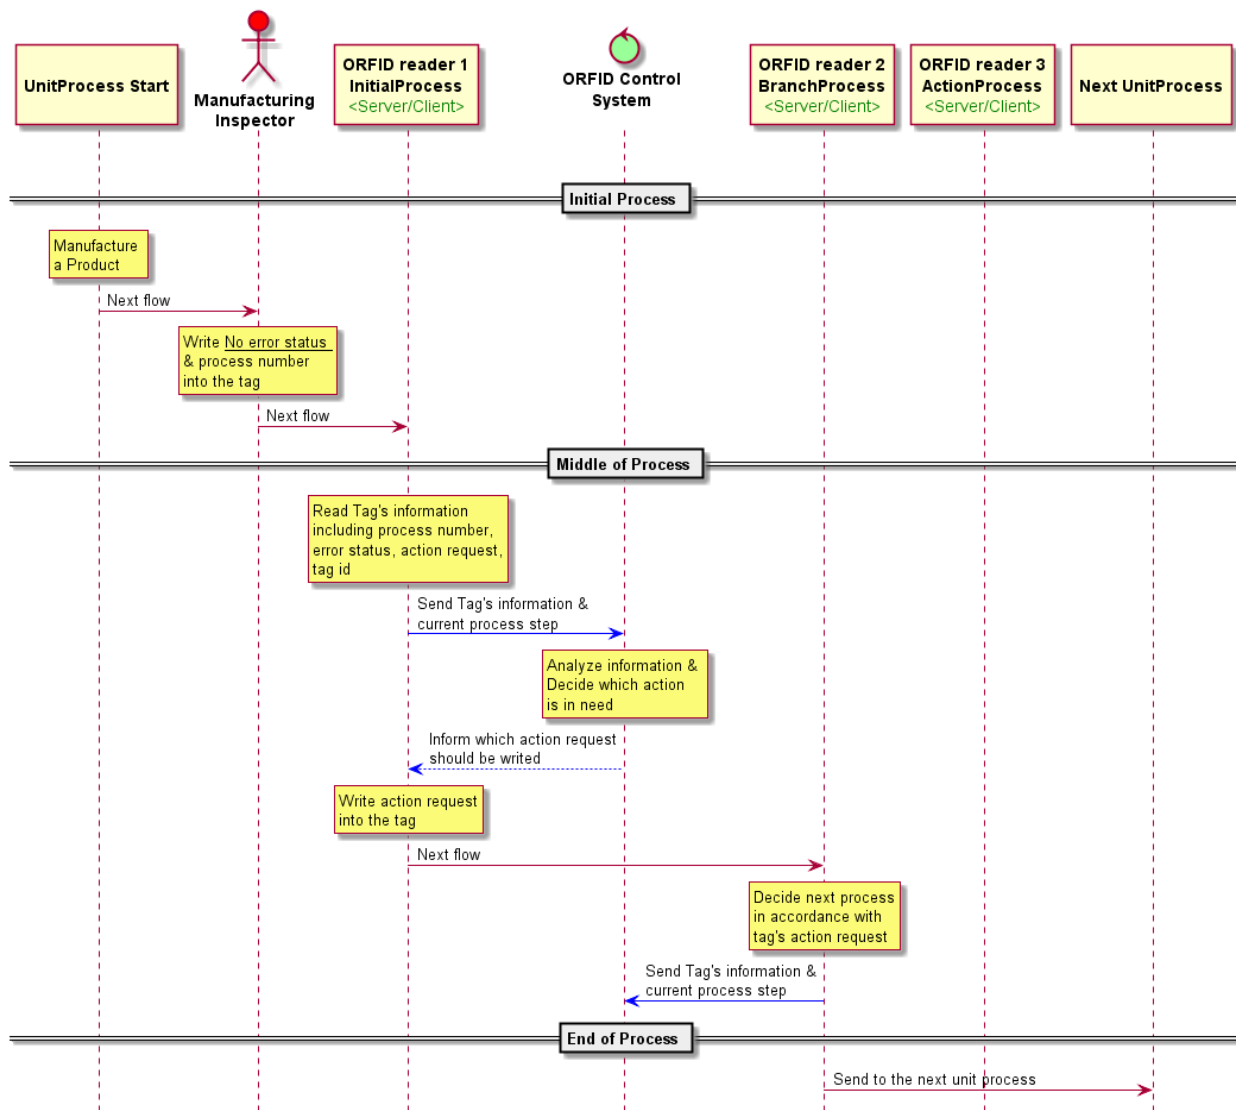 UnitProcess Start
Manufacturing
Inspector
ORFID reader 1
InitialProcess
<Server/Client>
ORFID Control
System
ORFID reader 2
BranchProcess
<Server/Client>
ORFID reader 3
ActionProcess
<Server/Client>
Next UnitProcess
Initial Process
Manufacture
a Product
Next flow
Write No error status
& process number
into the tag
Next flow
Middle of Process
Read Tag's information
including process number,
error status, action request,
tag id
Send Tag's information &
current process step
Analyze information &
Decide which action
is in need
Inform which action request
should be writed
Write action request
into the tag
Next flow
Decide next process
in accordance with
tag's action request
Send Tag's information &
current process step
End of Process
Send to the next unit process